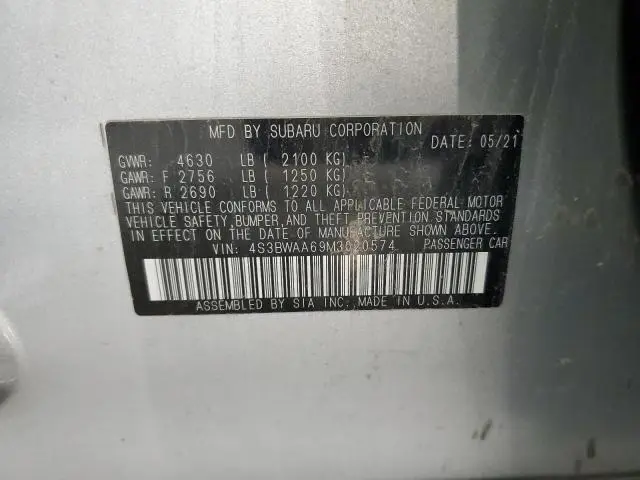 MFD BY SUBARU CORPORATION
DATE: 05/21
GVWR: 4630 LB ( 2100 KG)
GAWR: F 2756 LB ( 1250 KG)
GAWR: R 2690 LB ( 1220 KG)
THIS VEHICLE CONFORMS TO ALL APPLICABLE FEDERAL MOTOR
VEHICLE SAFETY, BUMPER, AND THEFT PREVENTION STANDARDS
IN EFFECT ON THE DATE OF MANUFACTURE SHOWN ABOVE.
VIN: 4S3BWAA69M3020574 PASSENGER CAR
ASSEMBLED BY SIA INC. MADE IN U.S.A.